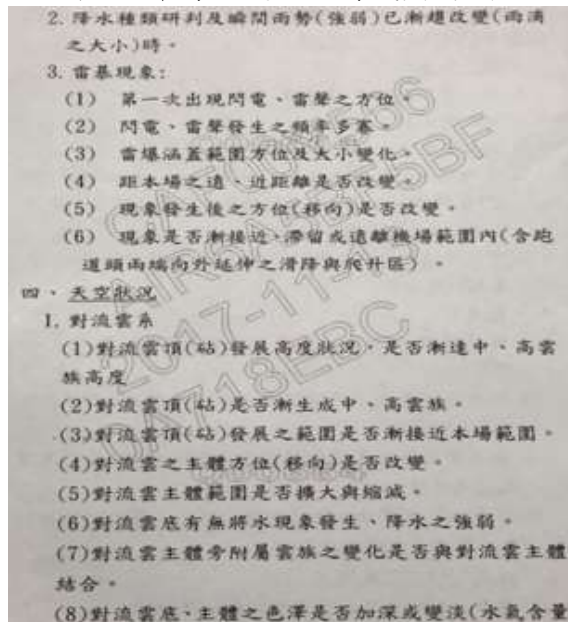 2. 降水種類研判及瞬間雨勢(強弱)已漸趨改變(雨滴
之大小)時。
3. 雷暴現象:
(1) 第一次出現閃電、雷聲之方位。
(2) 閃電、雷聲發生之頻率多寡。
(3) 雷爆涵蓋範圍方位及大小變化。
(4) 距本場之遠、近距離是否改變。
(5) 現象發生後之方位(移向)是否改變。
(6) 現象是否漸接近、滯留或遠離機場範圍內(含跑
道頭兩端向外延伸之滑降與爬升區)。
四、天空狀況
1. 對流雲系
(1)對流雲頂(砧)發展高度狀況,是否漸達中、高雲
族高度
(2)對流雲頂(砧)是否漸生成中、高雲族。
(3)對流雲頂(砧)發展之範圍是否漸接近本場範圍。
(4)對流雲之主體方位(移向)是否改變。
(5)對流雲主體範圍是否擴大與縮減。
(6)對流雲底有無將水現象發生、降水之強弱。
(7)對流雲主體旁附屬雲族之變化是否與對流雲主體
結合。
(8)對流雲底、主體之色澤是否加深或變淡(水氣含量
2017-11-
0A718EBC